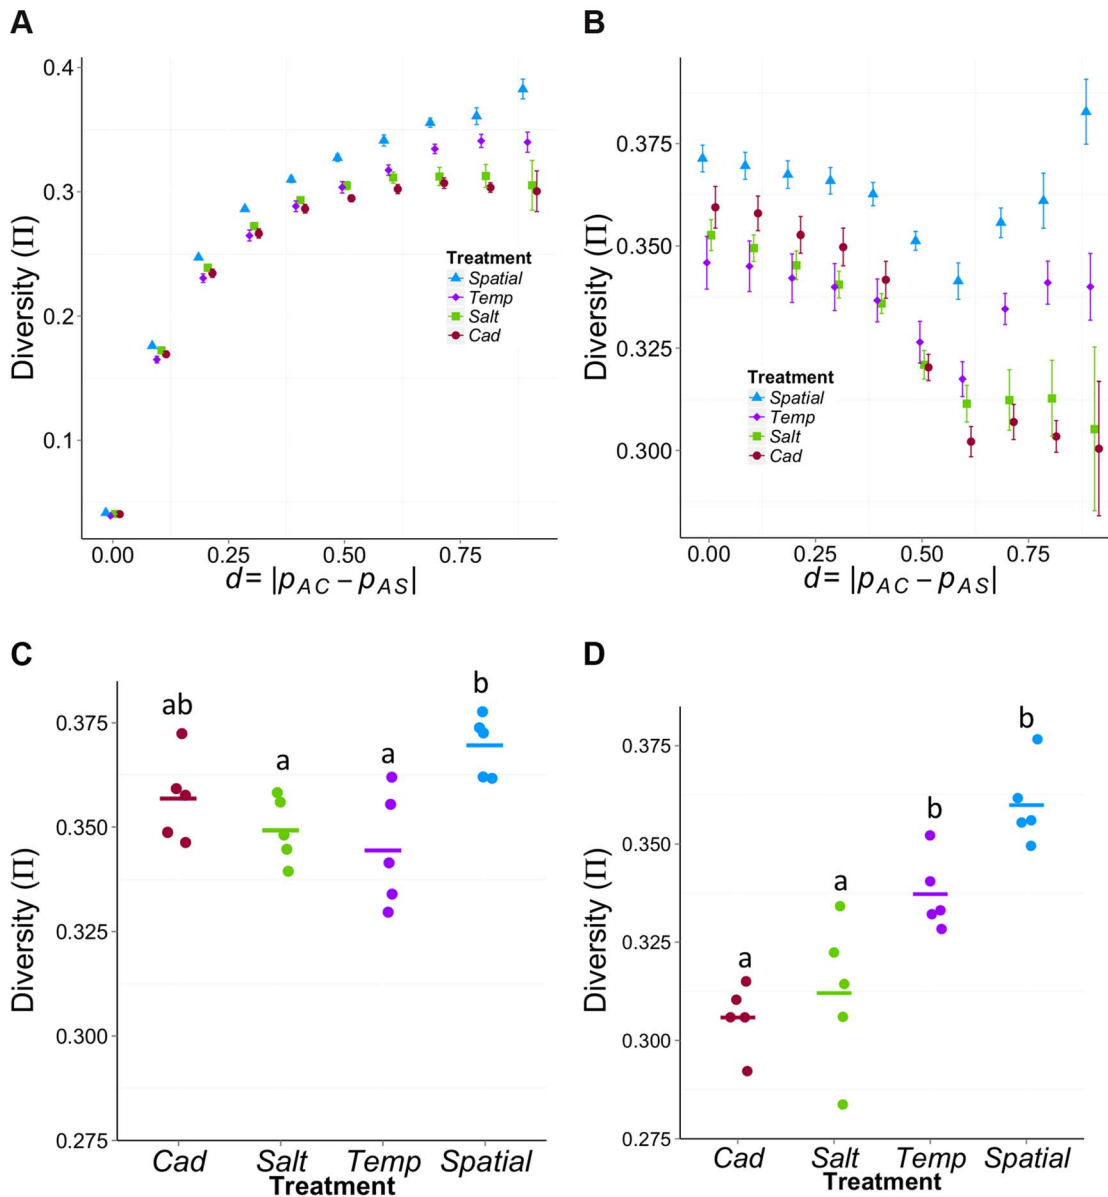 A
0.4
0.3
0.2
0.1
Diversity (Π)
Treatment
Spatial
Temp
Salt
Cad
0.00 0.25 0.50 0.75
d = |pAC – pAS|
B
0.375
0.350
0.325
0.300
Diversity (Π)
Treatment
Spatial
Temp
Salt
Cad
0.00 0.25 0.50 0.75
d = |pAC – pAS|
C
0.375
0.350
0.325
0.300
0.275
Diversity (Π)
ab a a b
Cad Salt Temp Spatial
Treatment
D
0.375
0.350
0.325
0.300
0.275
Diversity (Π)
a a b b
Cad Salt Temp Spatial
Treatment